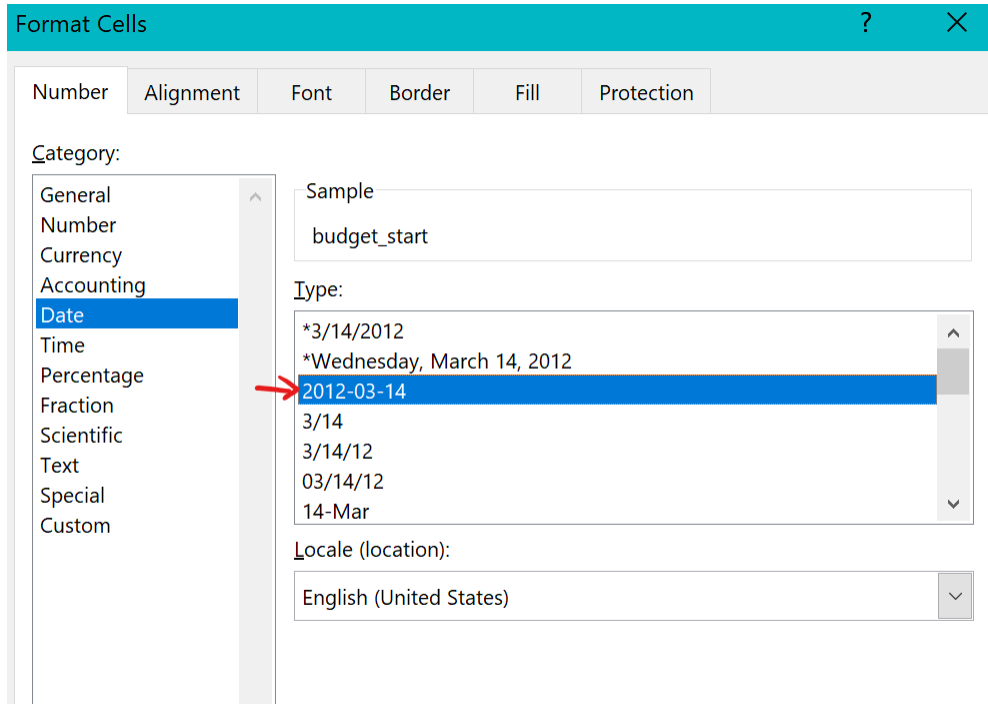 Format Cells ?
Number Alignment Font Border Fill Protection
Category:
General
Number
Currency
Accounting
Date
Time
Percentage
Fraction
Scientific
Text
Special
Custom
Sample
budget_start
Type:
*3/14/2012
*Wednesday, March 14, 2012
2012-03-14
3/14
3/14/12
03/14/12
14-Mar
Locale (location):
English (United States)